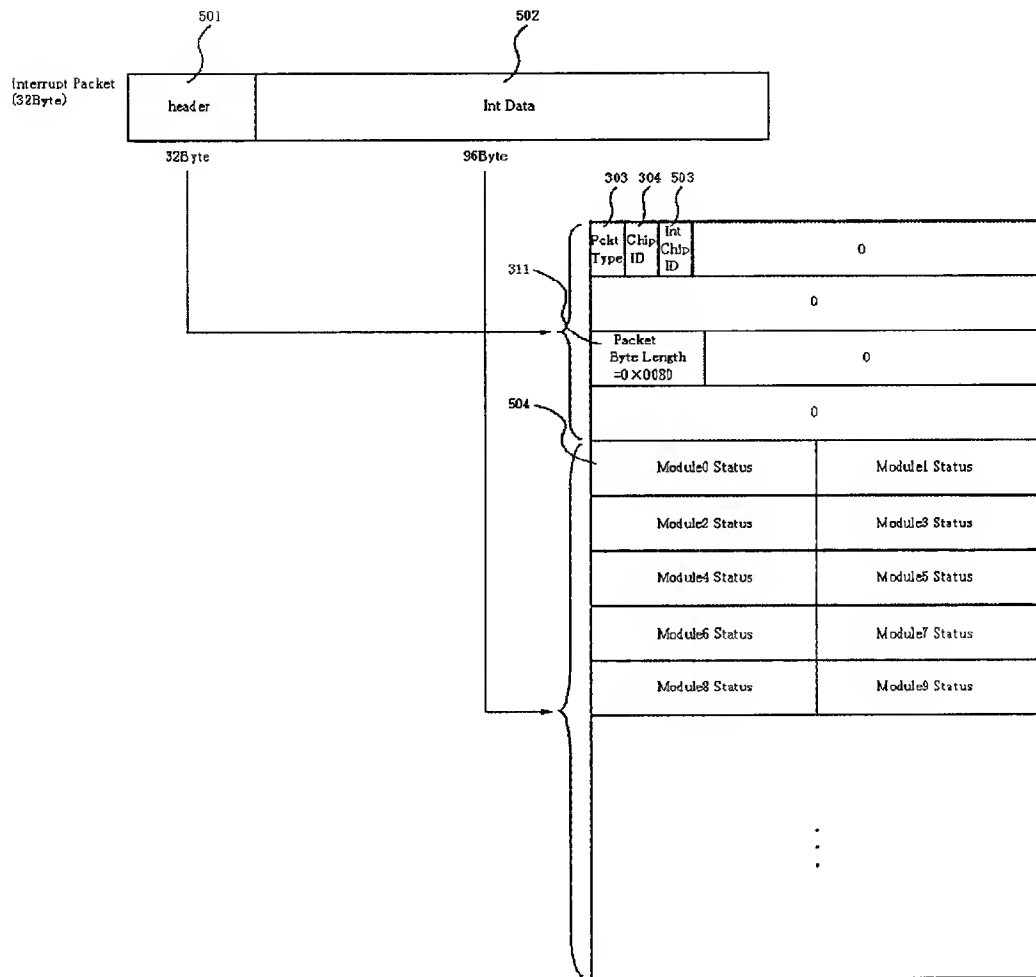 501
502
Interrupt Packet
(32Byte)
header
Int Data
32Byte
96Byte
303 304 503
Pckt
Type
Chip
ID
Int
Chip
ID
0
311
0
Packet
Byte Length
=0×0080
0
0
504
Module0 Status
Module1 Status
Module2 Status
Module3 Status
Module4 Status
Module5 Status
Module6 Status
Module7 Status
Module8 Status
Module9 Status